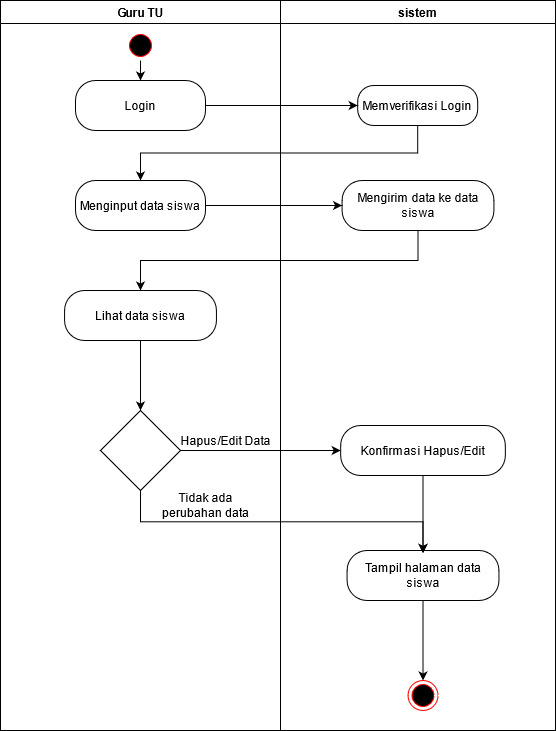 Guru TU
sistem
Login
Memverifikasi Login
Menginput data siswa
Mengirim data ke data
siswa
Lihat data siswa
Hapus/Edit Data
Konfirmasi Hapus/Edit
Tidak ada
perubahan data
Tampil halaman data
siswa